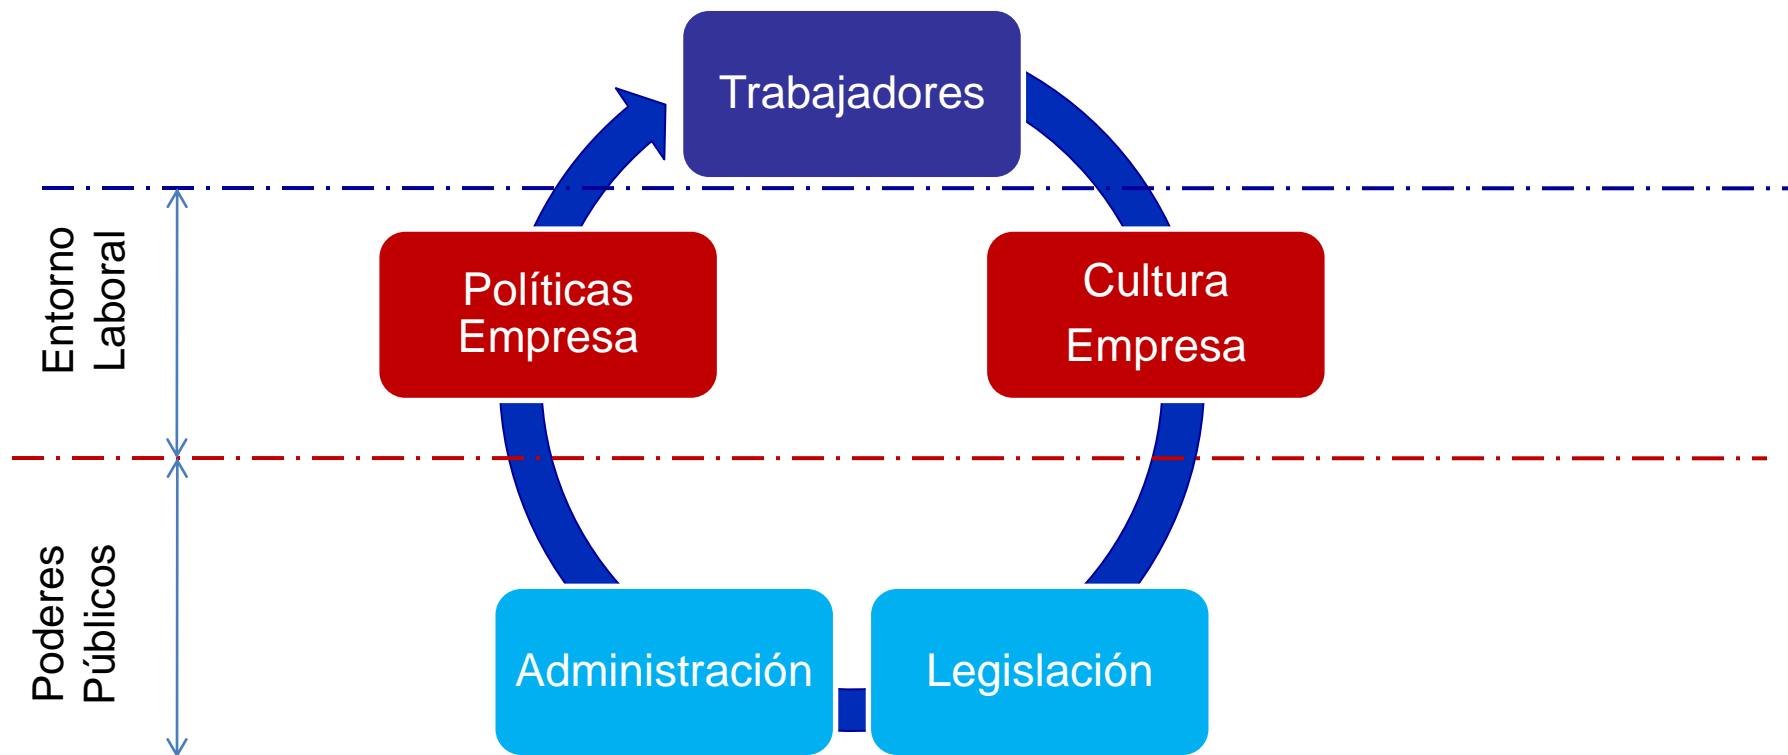 Trabajadores
Entorno
Laboral
Políticas
Empresa
Cultura
Empresa
Poderes
Públicos
Administración
Legislación